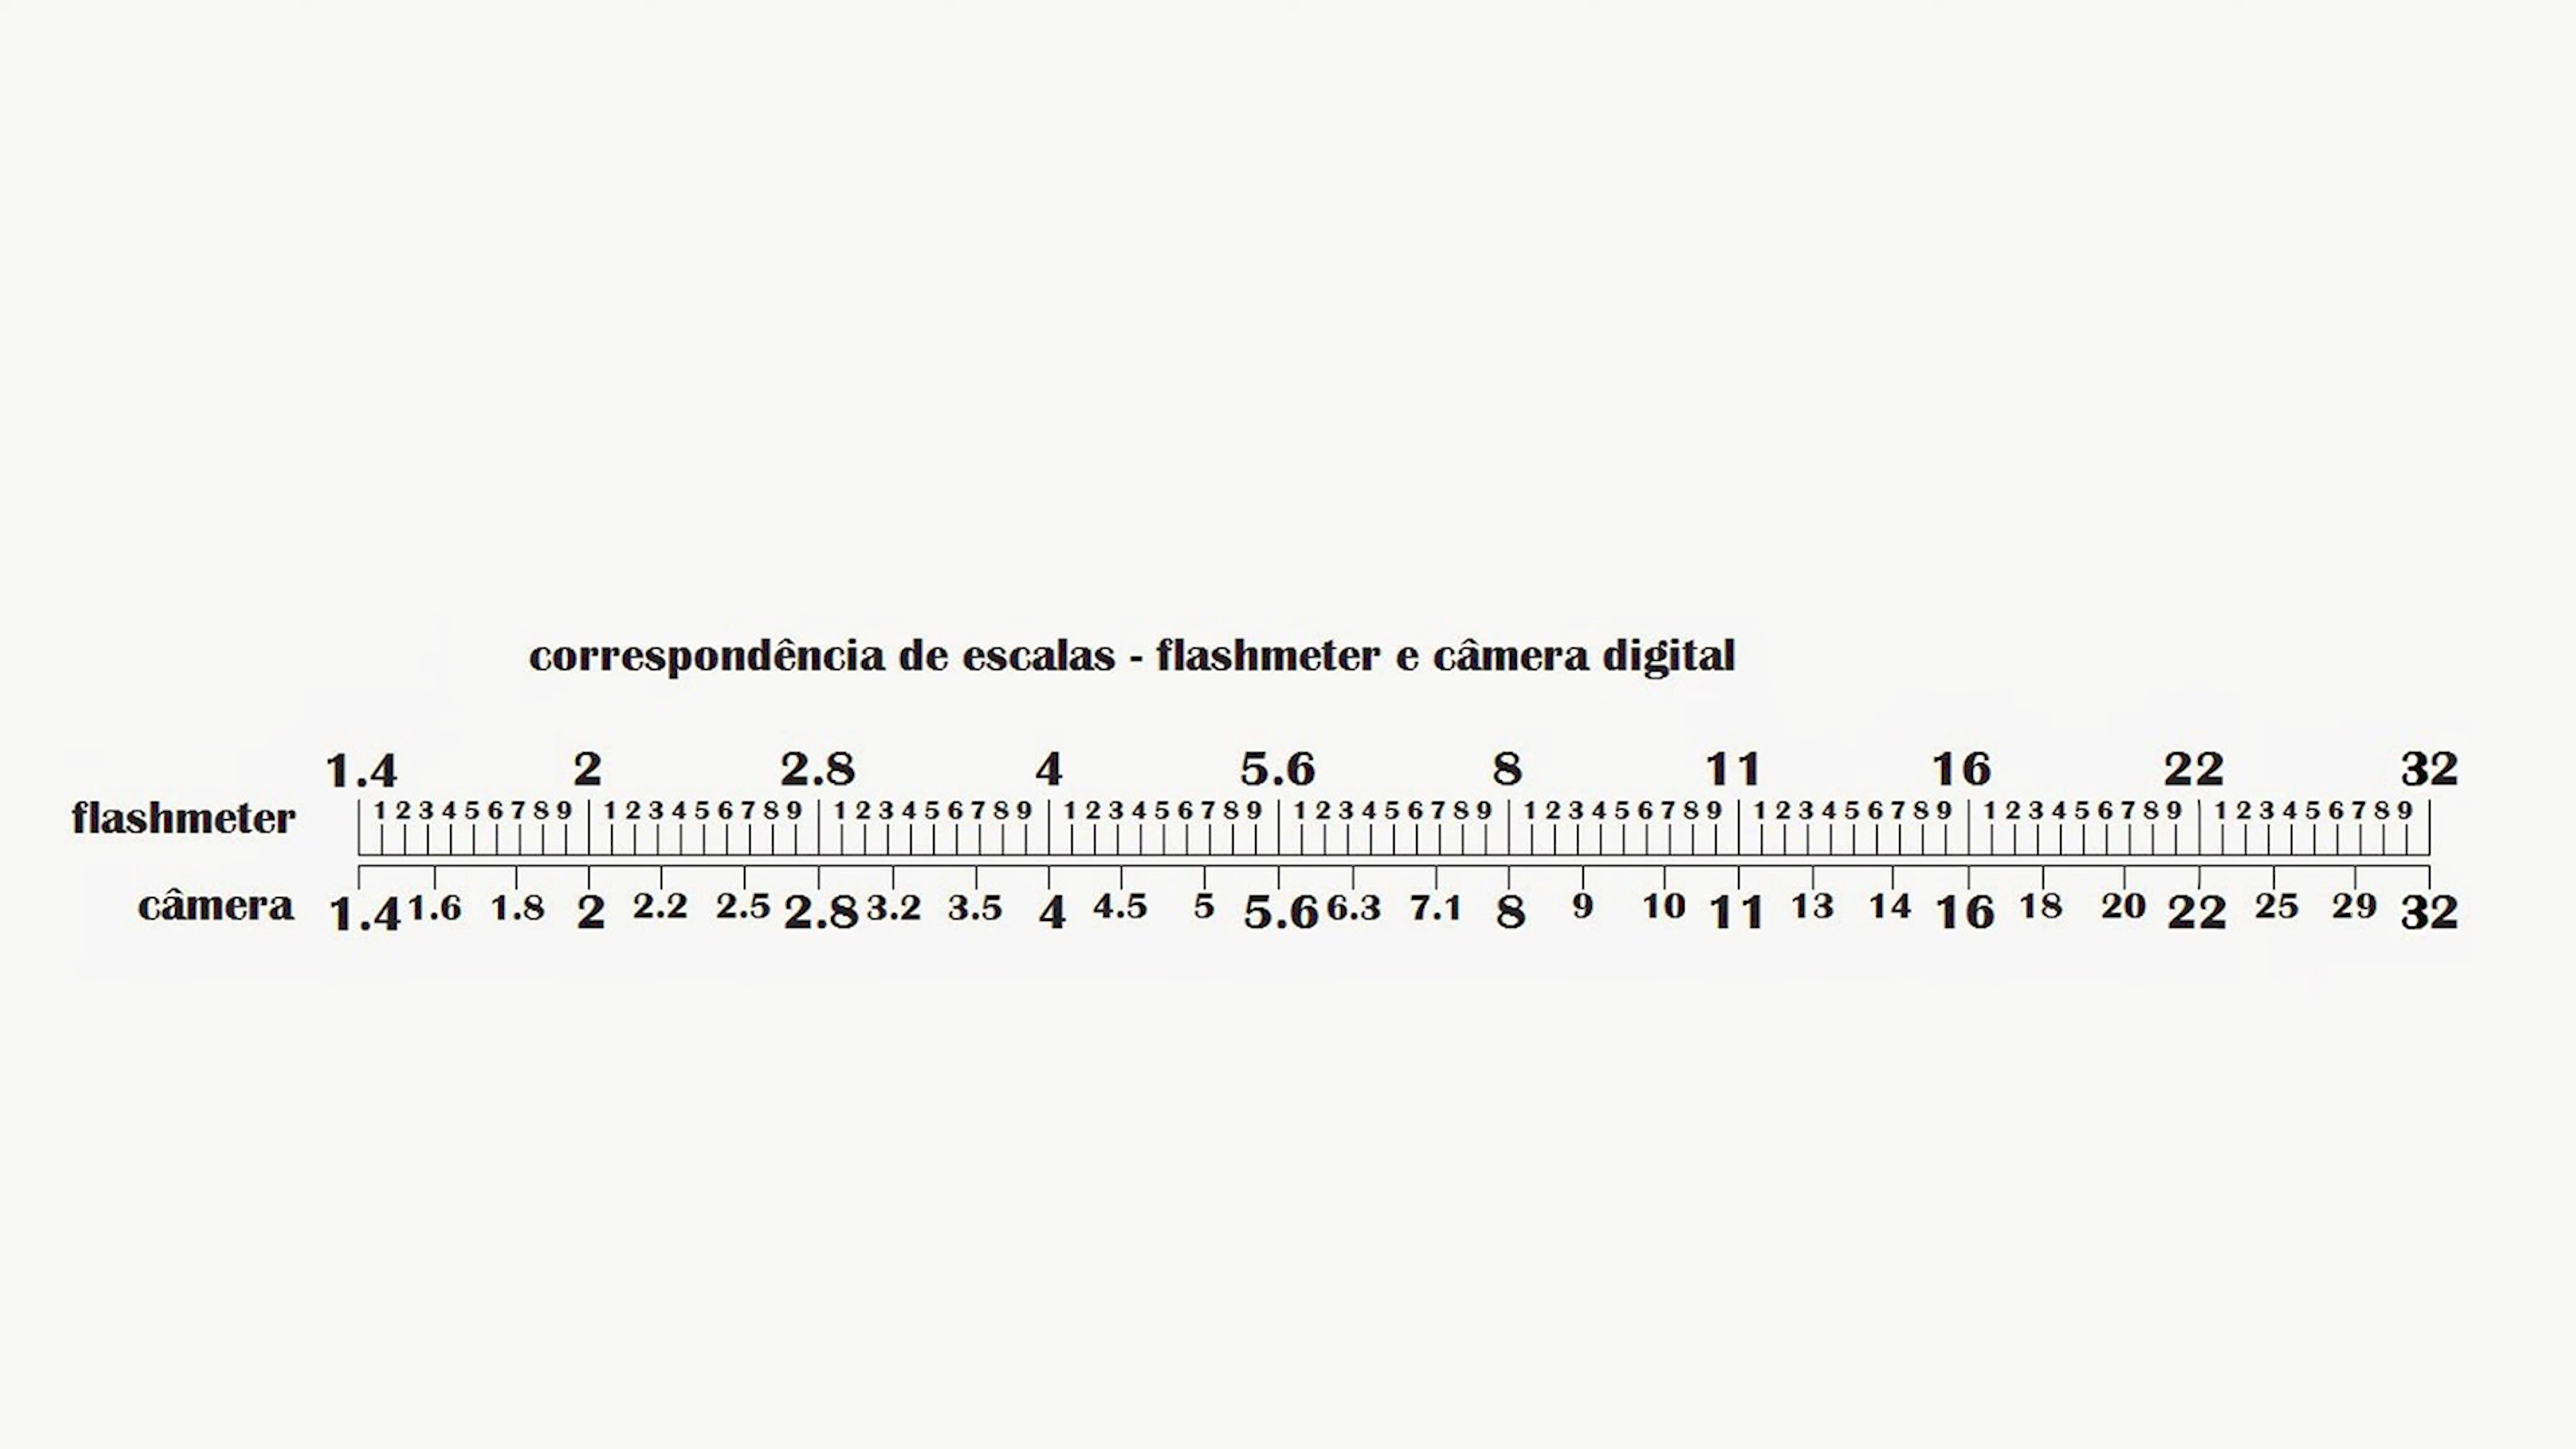 correspondência de escalas - flashmeter e câmera digital
1.4 2 2.8 4 5.6 8 11 16 22 32
flashmeter 1 2 3 4 5 6 7 8 9 1 2 3 4 5 6 7 8 9 1 2 3 4 5 6 7 8 9 1 2 3 4 5 6 7 8 9 1 2 3 4 5 6 7 8 9 1 2 3 4 5 6 7 8 9 1 2 3 4 5 6 7 8 9 1 2 3 4 5 6 7 8 9 1 2 3 4 5 6 7 8 9
câmera 1.4 1.6 1.8 2 2.2 2.5 2.8 3.2 3.5 4 4.5 5 5.6 6.3 7.1 8 9 10 11 13 14 16 18 20 22 25 29 32